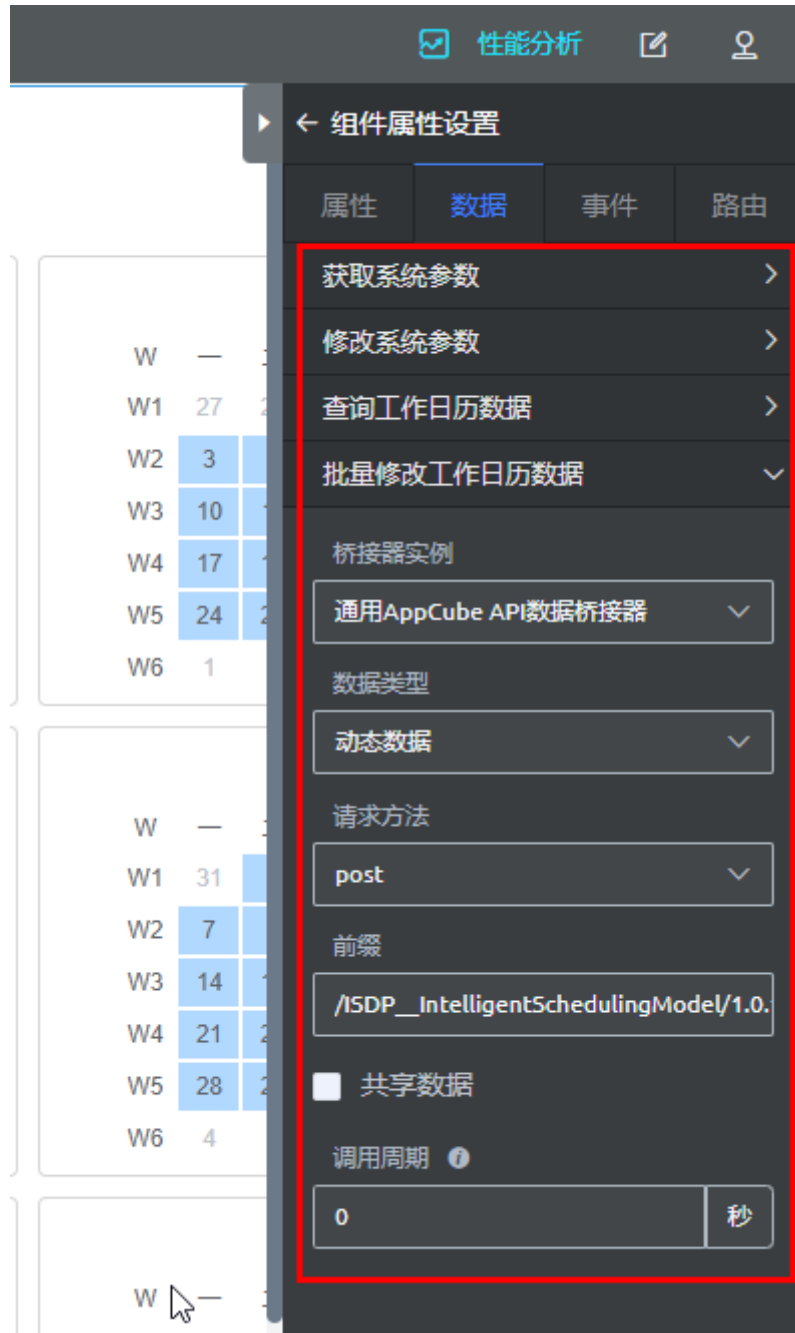 性能分析
组件属性设置
属性 数据 事件 路由
获取系统参数
修改系统参数
查询工作日历数据
批量修改工作日历数据
桥接器实例
通用AppCube API数据桥接器
数据类型
动态数据
请求方法
post
前缀
/ISDP__IntelligentSchedulingModel/1.0.
共享数据
调用周期
0 秒
W 一
W1 27
W2 3
W3 10
W4 17
W5 24
W6 1
W 一
W1 31
W2 7
W3 14
W4 21
W5 28
W6 4
W 一